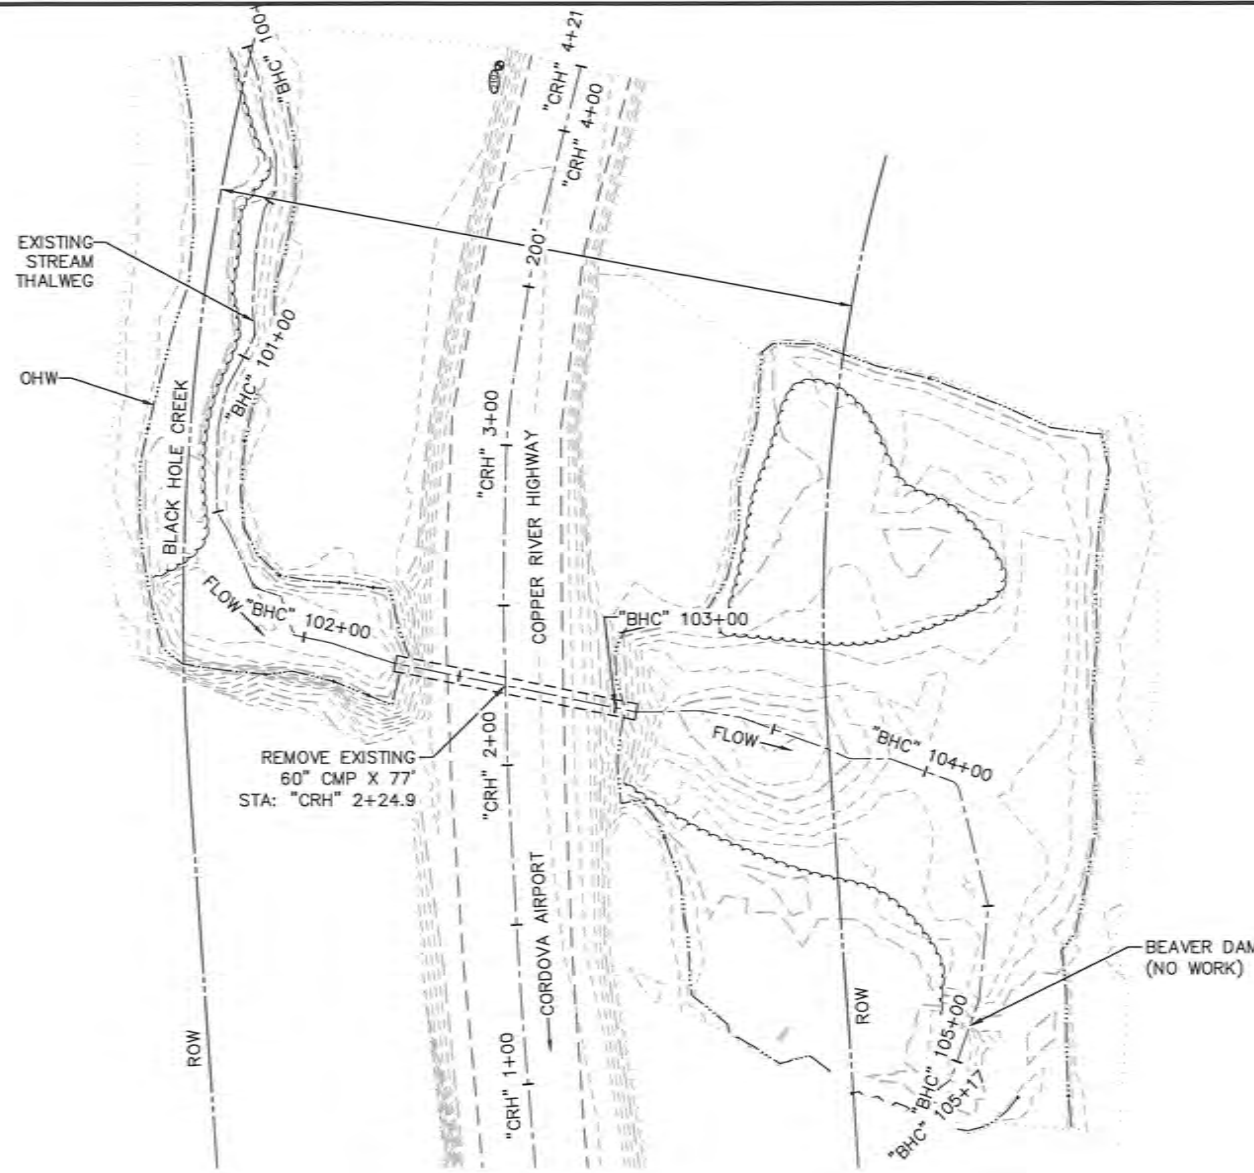 "BHC" 100+
"CRH" 4+21
"CRH" 4+00
200'
EXISTING
STREAM
THALWEG
"BHC" 101+00
OHW
BLACK HOLE CREEK
"CRH" 3+00
COPPER RIVER HIGHWAY
FLOW
"BHC" 102+00
"BHC" 103+00
REMOVE EXISTING
60" CMP X 77'
STA: "CRH" 2+24.9
"CRH" 2+00
FLOW
"BHC" 104+00
CORDOVA AIRPORT
BEAVER DAM
(NO WORK)
ROW
ROW
"CRH" 1+00
"BHC" 105+00
"BHC" 105+17